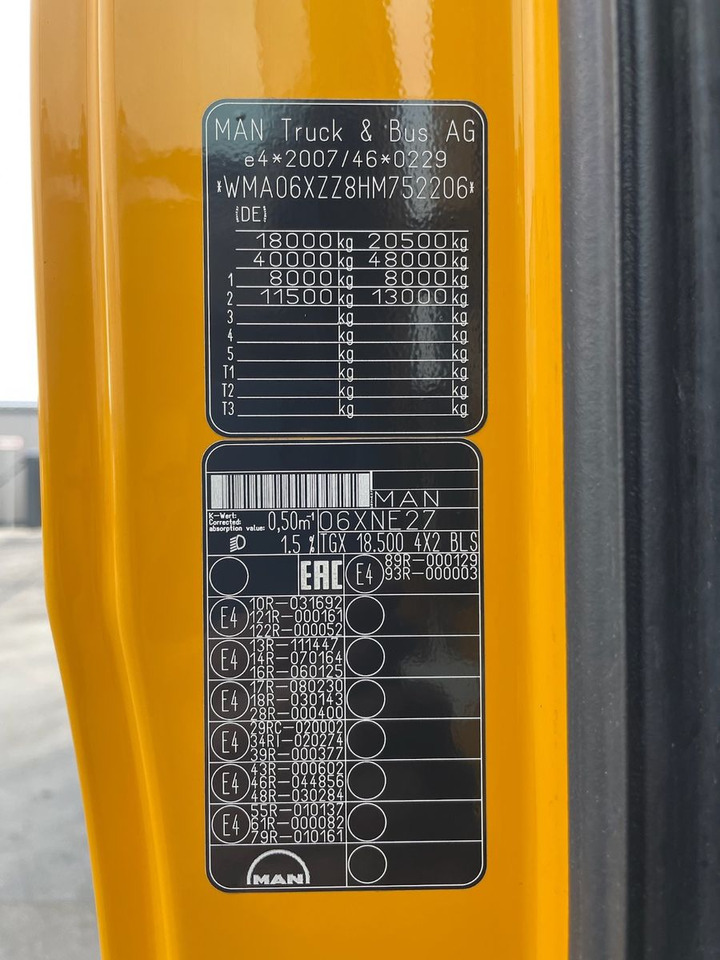 MAN Truck & Bus AG
e4*2007/46*0229
*WMA06XZZ8HM752206*
(DE)
18000 kg 20500 kg
40000 kg 48000 kg
1 8000 kg 8000 kg
2 11500 kg 13000 kg
3 kg kg
4 kg kg
5 kg kg
T1 kg kg
T2 kg kg
T3 kg kg
MAN
K-Wert:
Corrected
absorption value: 0,50m⁻¹ 06XNE27
1.5 % TGX 18.500 4X2 BLS
EAC E4 89R-000129
93R-000003
E4 10R-031692
121R-000161
122R-000052
E4 13R-111447
14R-070164
16R-060125
E4 17R-080230
18R-030143
28R-000400
E4 29RC-020002
34RI-020274
39R-000377
E4 43R-000602
46R-044856
48R-030284
E4 55R-010137
61R-000082
79R-010161
MAN